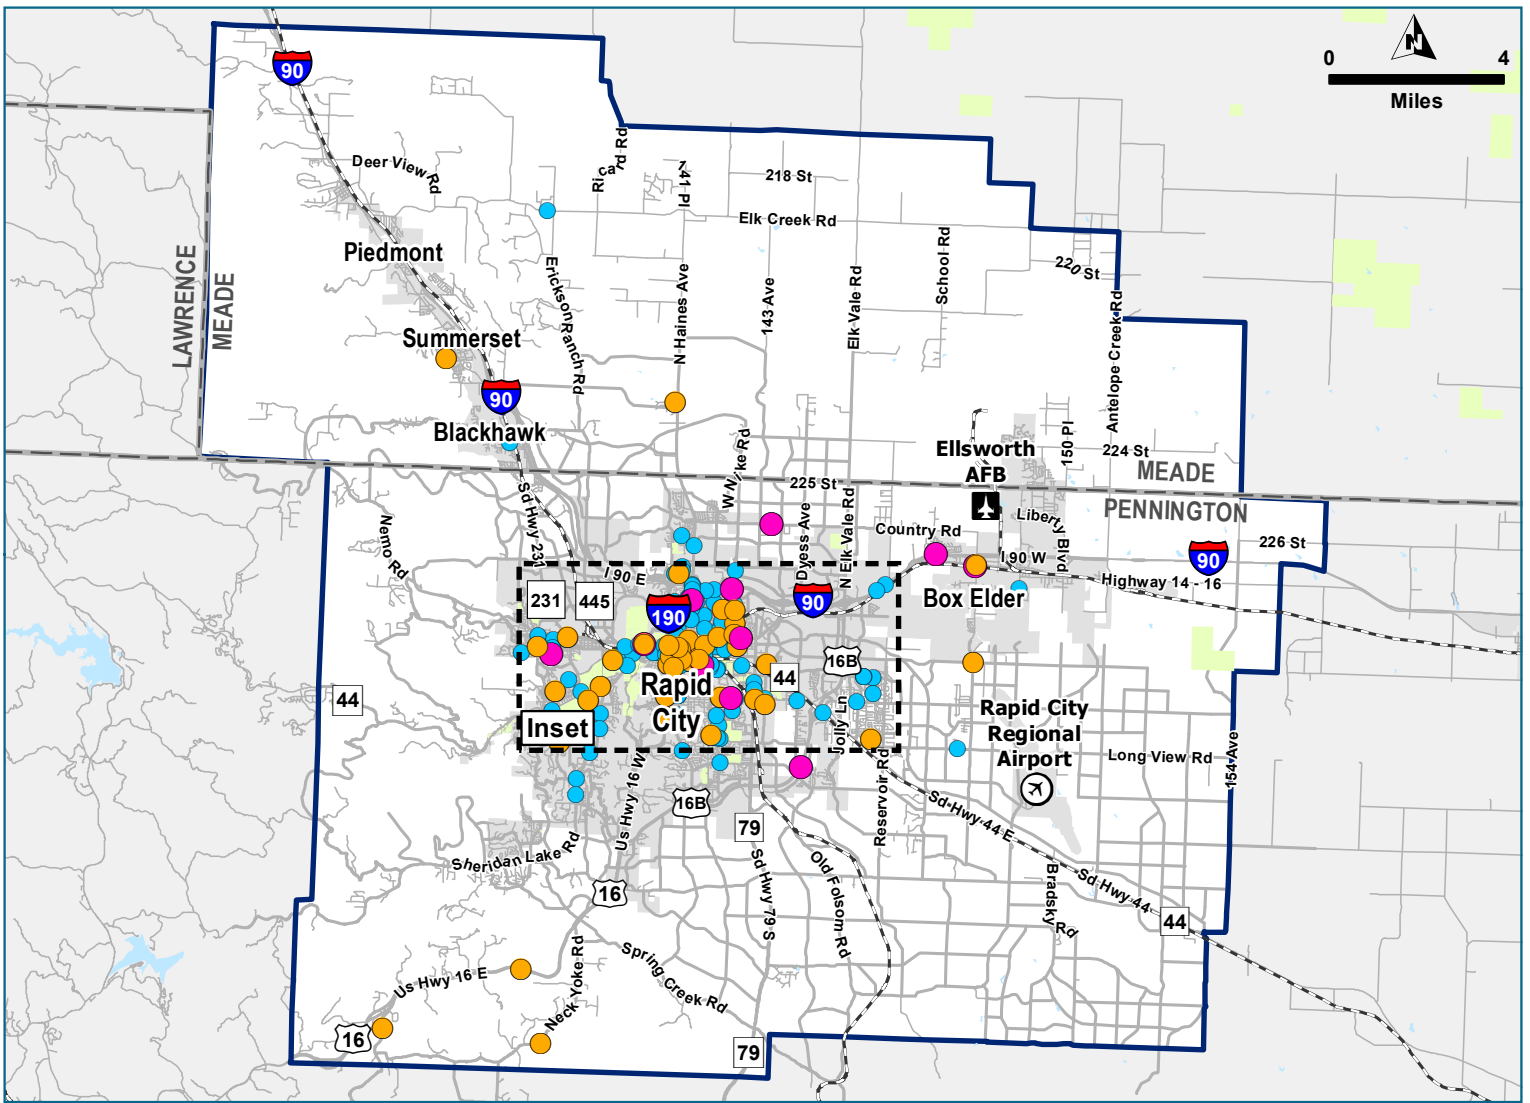 N
0 4
Miles
90
Deer View Rd
Ricard Rd
141 Pl
218 St
Elk Creek Rd
Piedmont
LAWRENCE
MEADE
Erickson Ranch Rd
N Haines Ave
143 Ave
Elk Vale Rd
School Rd
220 St
Antelope Creek Rd
Summerset
90
Blackhawk
W Nike Rd
Ellsworth
AFB
150 Pl
224 St
MEADE
PENNINGTON
225 St
Sd Hwy 231
Nemo Rd
Dyess Ave
N Elk Vale Rd
Country Rd
Liberty Blvd
226 St
90
I 90 E
I 90 W
Highway 14 - 16
231
445
190
90
Box Elder
16B
44
44
Rapid
City
Inset
Jolly Ln
Rapid City
Regional
Airport
Long View Rd
154 Ave
Us Hwy 16 W
16B
Reservoir Rd
Sd Hwy 44 E
79
Sheridan Lake Rd
Sd Hwy 79 S
Old Folsom Rd
Bradsky Rd
Sd Hwy 44
44
16
Us Hwy 16 E
Neck Yoke Rd
Spring Creek Rd
16
79